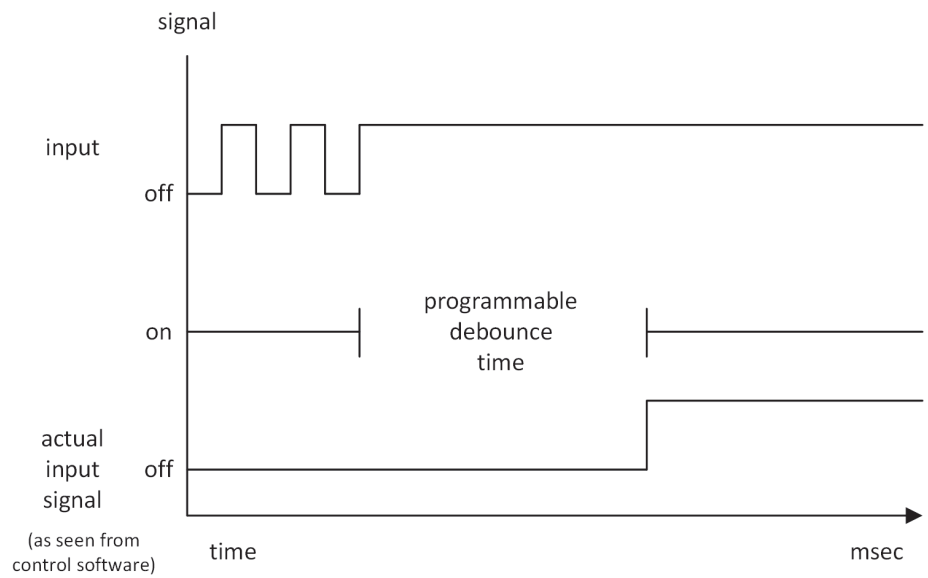 signal
input
off
programmable
debounce
time
on
actual
input
signal
off
(as seen from
control software)
time
msec